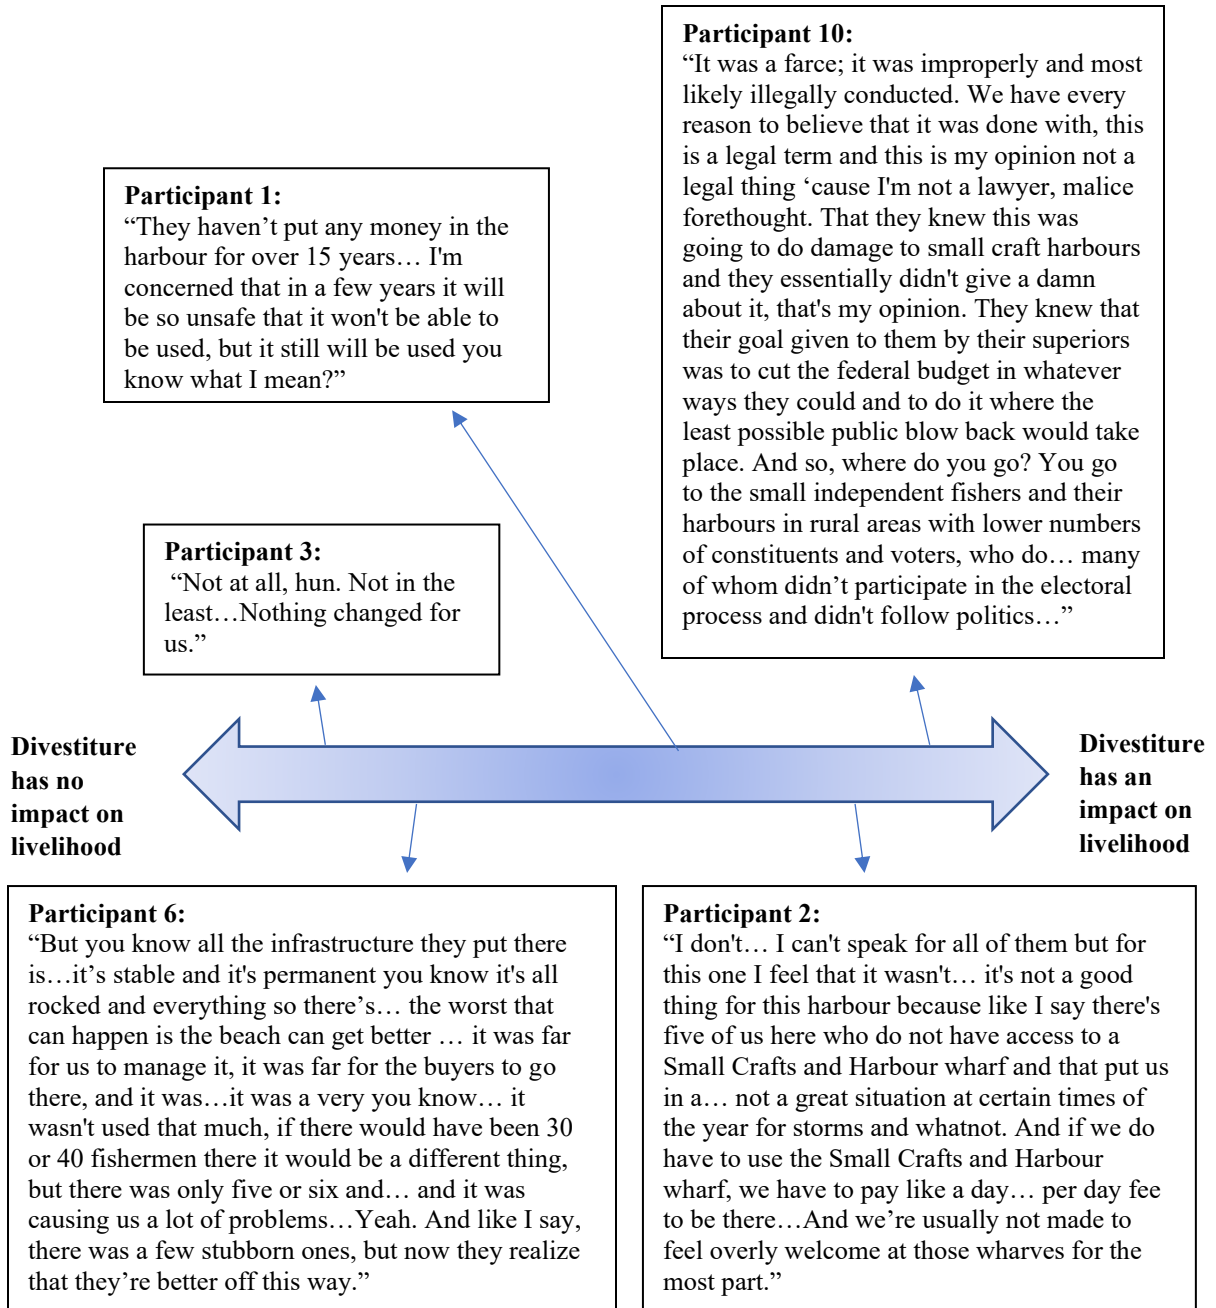 Participant 10:
“It was a farce; it was improperly and most
likely illegally conducted. We have every
reason to believe that it was done with, this
is a legal term and this is my opinion not a
legal thing ‘cause I'm not a lawyer, malice
forethought. That they knew this was
going to do damage to small craft harbours
and they essentially didn't give a damn
about it, that's my opinion. They knew that
their goal given to them by their superiors
was to cut the federal budget in whatever
ways they could and to do it where the
least possible public blow back would take
place. And so, where do you go? You go
to the small independent fishers and their
harbours in rural areas with lower numbers
of constituents and voters, who do… many
of whom didn’t participate in the electoral
process and didn't follow politics…”
Participant 1:
“They haven’t put any money in the
harbour for over 15 years… I'm
concerned that in a few years it will
be so unsafe that it won't be able to
be used, but it still will be used you
know what I mean?”
Participant 3:
“Not at all, hun. Not in the
least…Nothing changed for
us.”
Divestiture
has no
impact on
livelihood
Divestiture
has an
impact on
livelihood
Participant 6:
“But you know all the infrastructure they put there
is…it’s stable and it's permanent you know it's all
rocked and everything so there’s… the worst that
can happen is the beach can get better … it was far
for us to manage it, it was far for the buyers to go
there, and it was…it was a very you know… it
wasn't used that much, if there would have been 30
or 40 fishermen there it would be a different thing,
but there was only five or six and… and it was
causing us a lot of problems…Yeah. And like I say,
there was a few stubborn ones, but now they realize
that they’re better off this way.”
Participant 2:
“I don't… I can't speak for all of them but for
this one I feel that it wasn't… it's not a good
thing for this harbour because like I say there's
five of us here who do not have access to a
Small Crafts and Harbour wharf and that put us
in a… not a great situation at certain times of
the year for storms and whatnot. And if we do
have to use the Small Crafts and Harbour
wharf, we have to pay like a day… per day fee
to be there…And we’re usually not made to
feel overly welcome at those wharves for the
most part.”